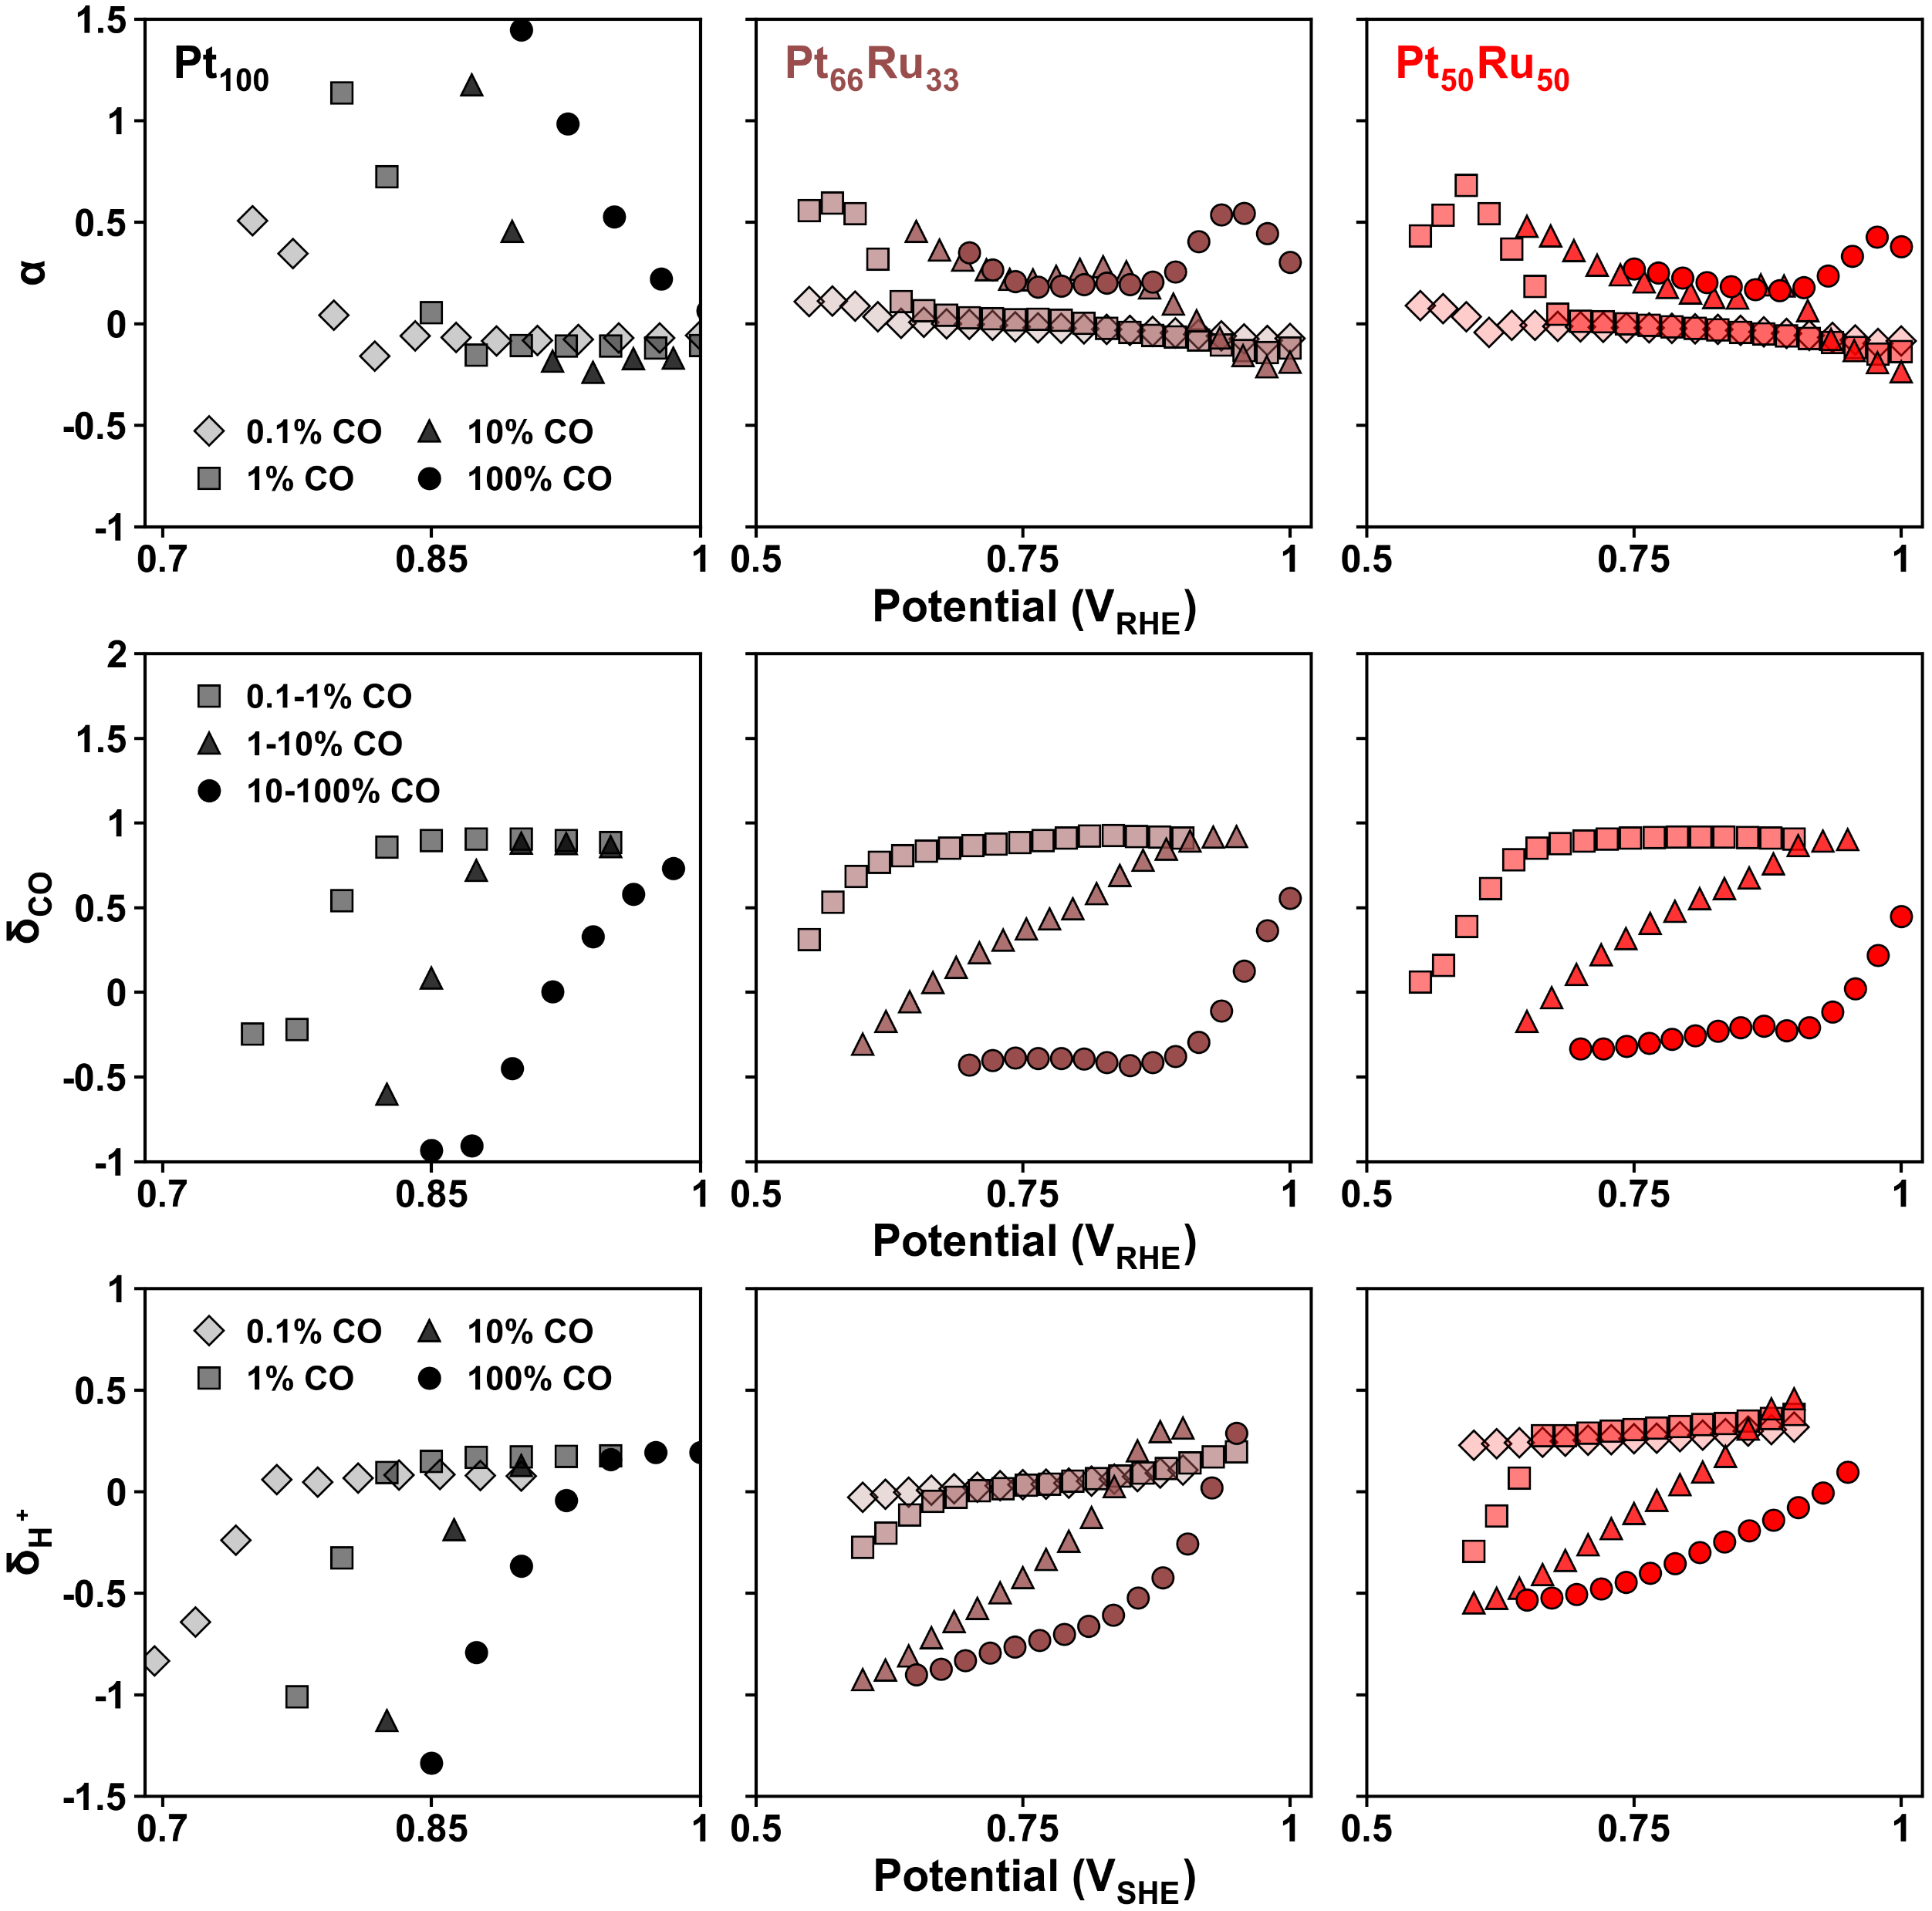 1.5
1
0.5
0
-0.5
-1
α
Pt100
0.1% CO
10% CO
1% CO
100% CO
0.7
0.85
1
Pt66Ru33
0.5
0.75
1
Pt50Ru50
0.5
0.75
1
Potential (VRHE)
2
1.5
1
0.5
0
-0.5
-1
δCO
0.1-1% CO
1-10% CO
10-100% CO
0.7
0.85
1
0.5
0.75
1
0.5
0.75
1
Potential (VRHE)
1
0.5
0
-0.5
-1
-1.5
δH+
0.1% CO
10% CO
1% CO
100% CO
0.7
0.85
1
0.5
0.75
1
0.5
0.75
1
Potential (VSHE)